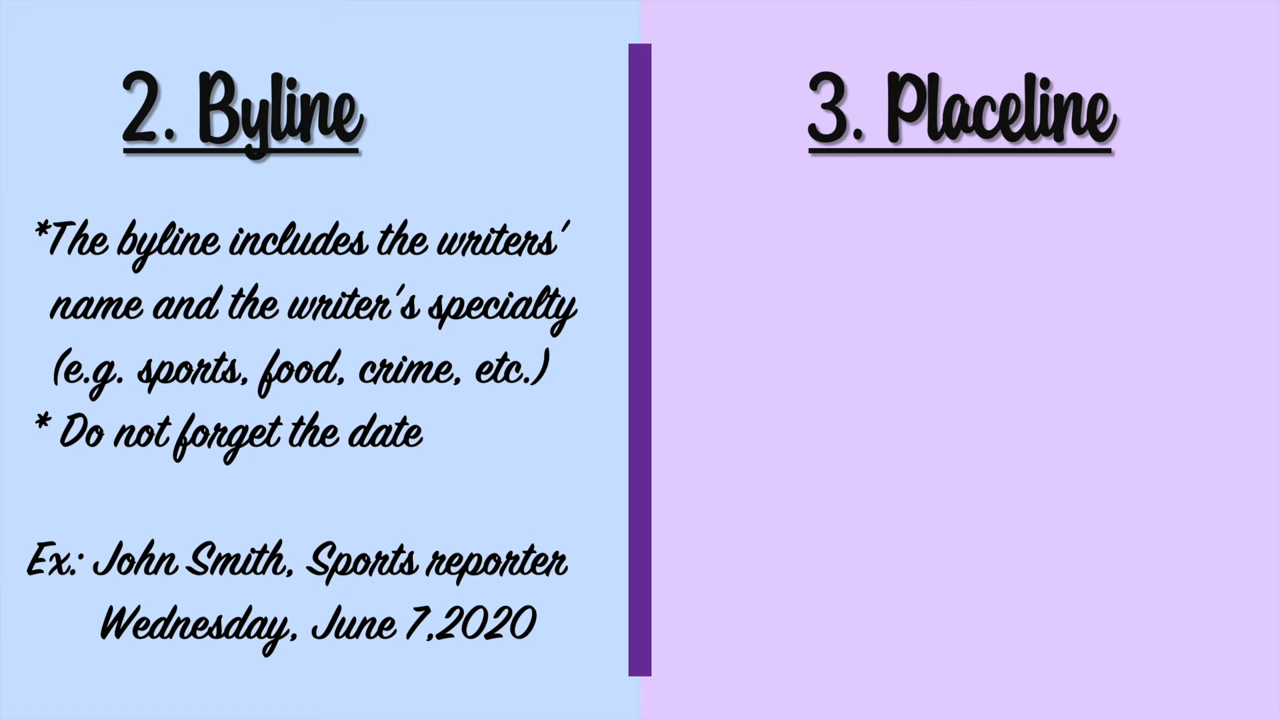 2. Byline
*The byline includes the writers'
name and the writer's specialty
(e.g. sports, food, crime, etc.)
* Do not forget the date
Ex.: John Smith, Sports reporter
Wednesday, June 7,2020
3. Placeline